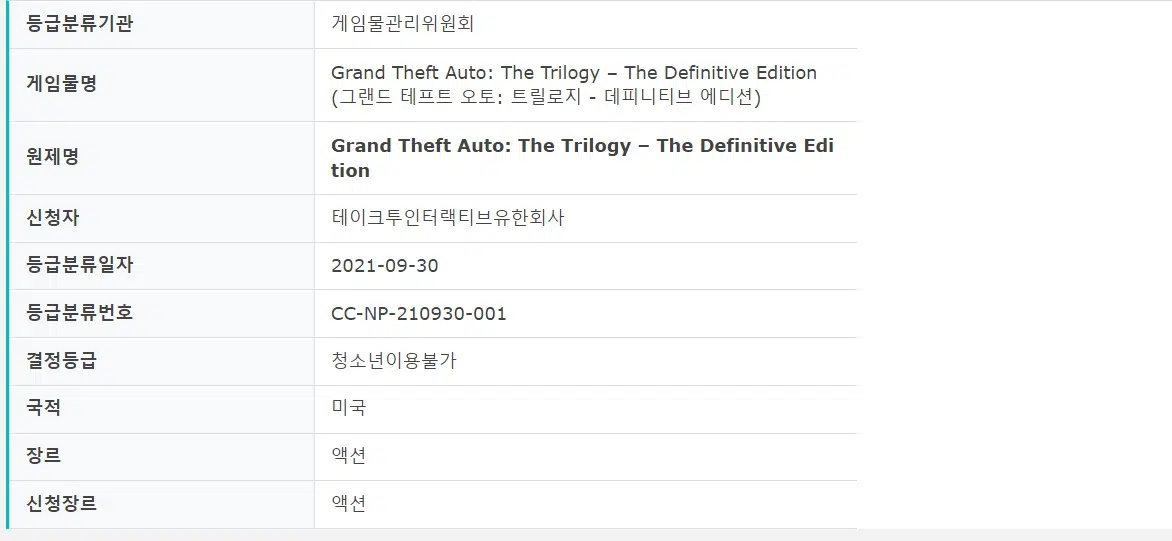 등급분류기관 게임물관리위원회
게임물명 Grand Theft Auto: The Trilogy – The Definitive Edition
(그랜드 테프트 오토: 트릴로지 - 데피니티브 에디션)
원제명 Grand Theft Auto: The Trilogy – The Definitive Edi
tion
신청자 테이크투인터랙티브유한회사
등급분류일자 2021-09-30
등급분류번호 CC-NP-210930-001
결정등급 청소년이용불가
국적 미국
장르 액션
신청장르 액션